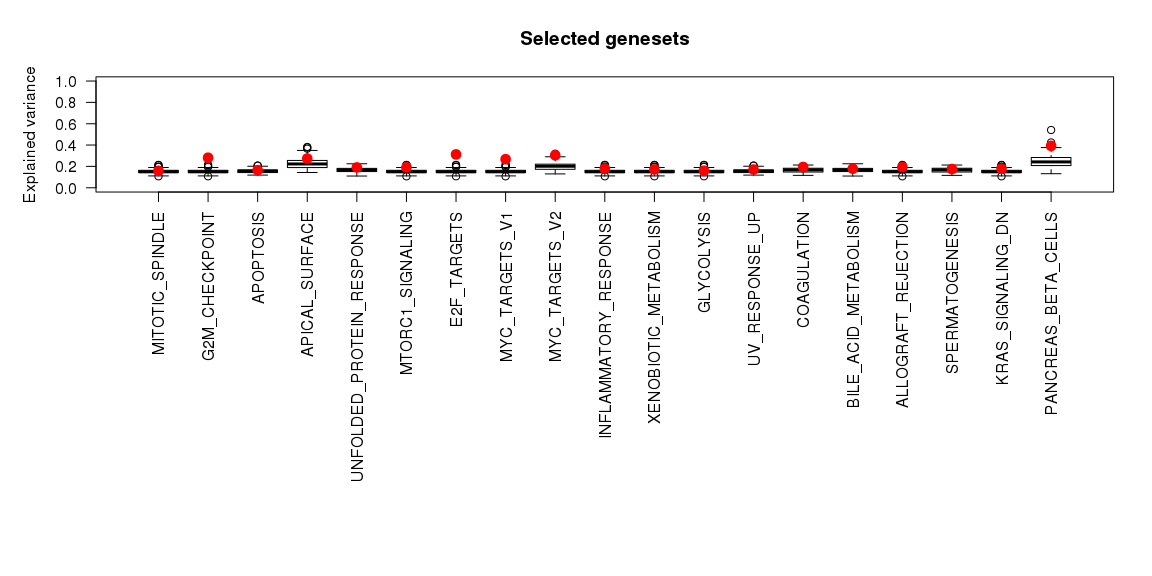 Selected genesets
Explained variance
1.0
0.8
0.6
0.4
0.2
0.0
MITOTIC_SPINDLE
G2M_CHECKPOINT
APOPTOSIS
APICAL_SURFACE
UNFOLDED_PROTEIN_RESPONSE
MTORC1_SIGNALING
E2F_TARGETS
MYC_TARGETS_V1
MYC_TARGETS_V2
INFLAMMATORY_RESPONSE
XENOBIOTIC_METABOLISM
GLYCOLYSIS
UV_RESPONSE_UP
COAGULATION
BILE_ACID_METABOLISM
ALLOGRAFT_REJECTION
SPERMATOGENESIS
KRAS_SIGNALING_DN
PANCREAS_BETA_CELLS